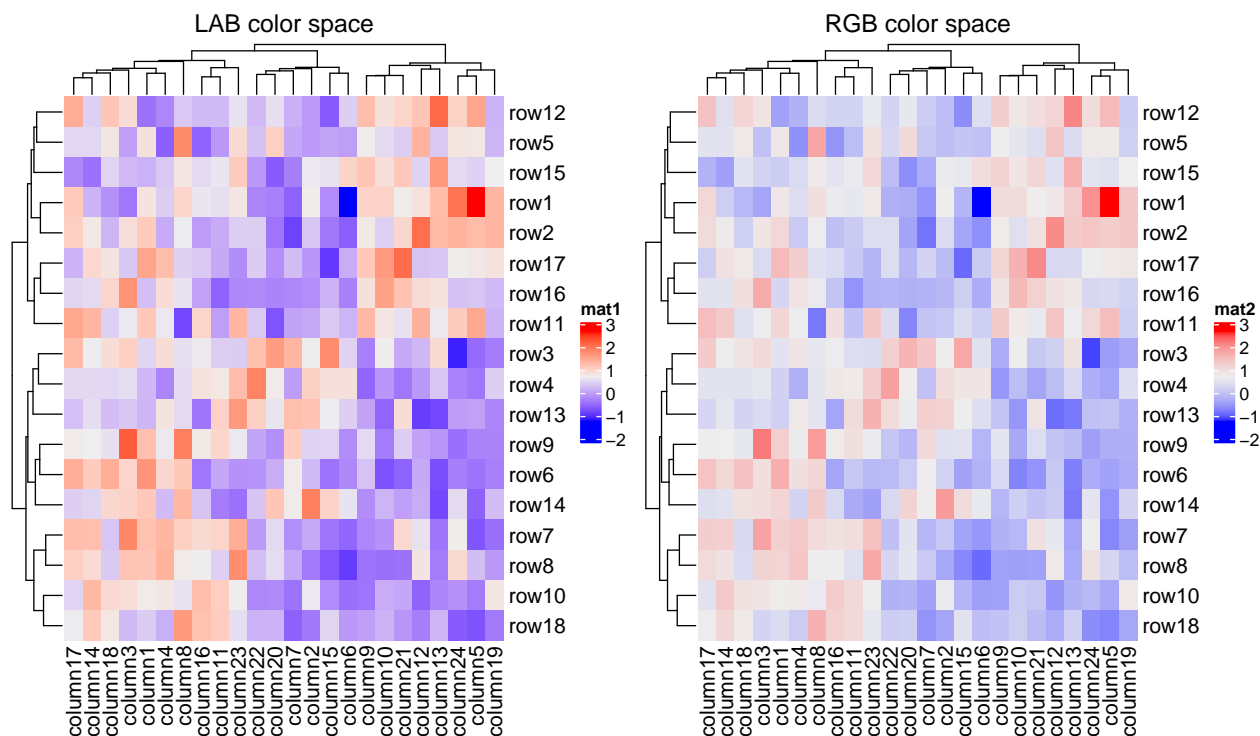 LAB color space
row12
row5
row15
row1
row2
row17
row16
row11
row3
row4
row13
row9
row6
row14
row7
row8
row10
row18
column17
column14
column18
column3
column1
column4
column8
column16
column11
column23
column22
column20
column7
column2
column15
column6
column9
column10
column21
column12
column13
column24
column5
column19
mat1
3
2
1
0
−1
−2
RGB color space
row12
row5
row15
row1
row2
row17
row16
row11
row3
row4
row13
row9
row6
row14
row7
row8
row10
row18
column17
column14
column18
column3
column1
column4
column8
column16
column11
column23
column22
column20
column7
column2
column15
column6
column9
column10
column21
column12
column13
column24
column5
column19
mat2
3
2
1
0
−1
−2